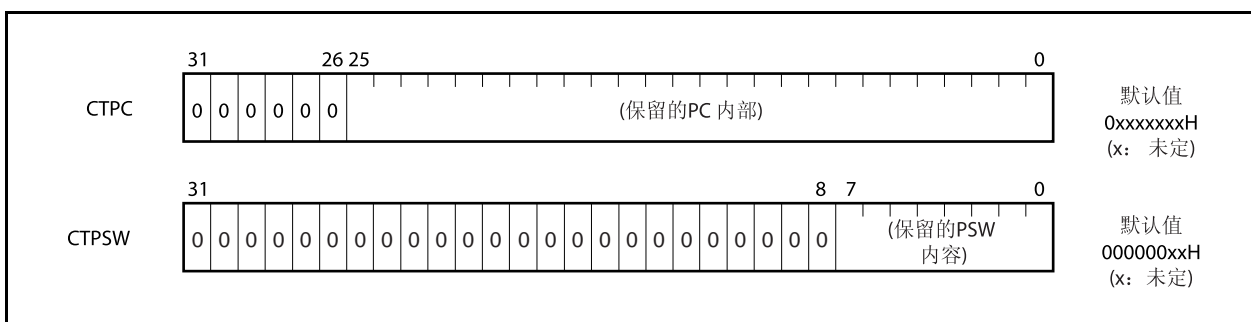 31 26 25 0
CTPC 0 0 0 0 0 0 (保留的PC 内部) 默认值
0xxxxxxxH
(x： 未定)
31 8 7 0
CTPSW 0 0 0 0 0 0 0 0 0 0 0 0 0 0 0 0 0 0 0 0 0 0 0 0 (保留的PSW
内容) 默认值
000000xxH
(x：未定)